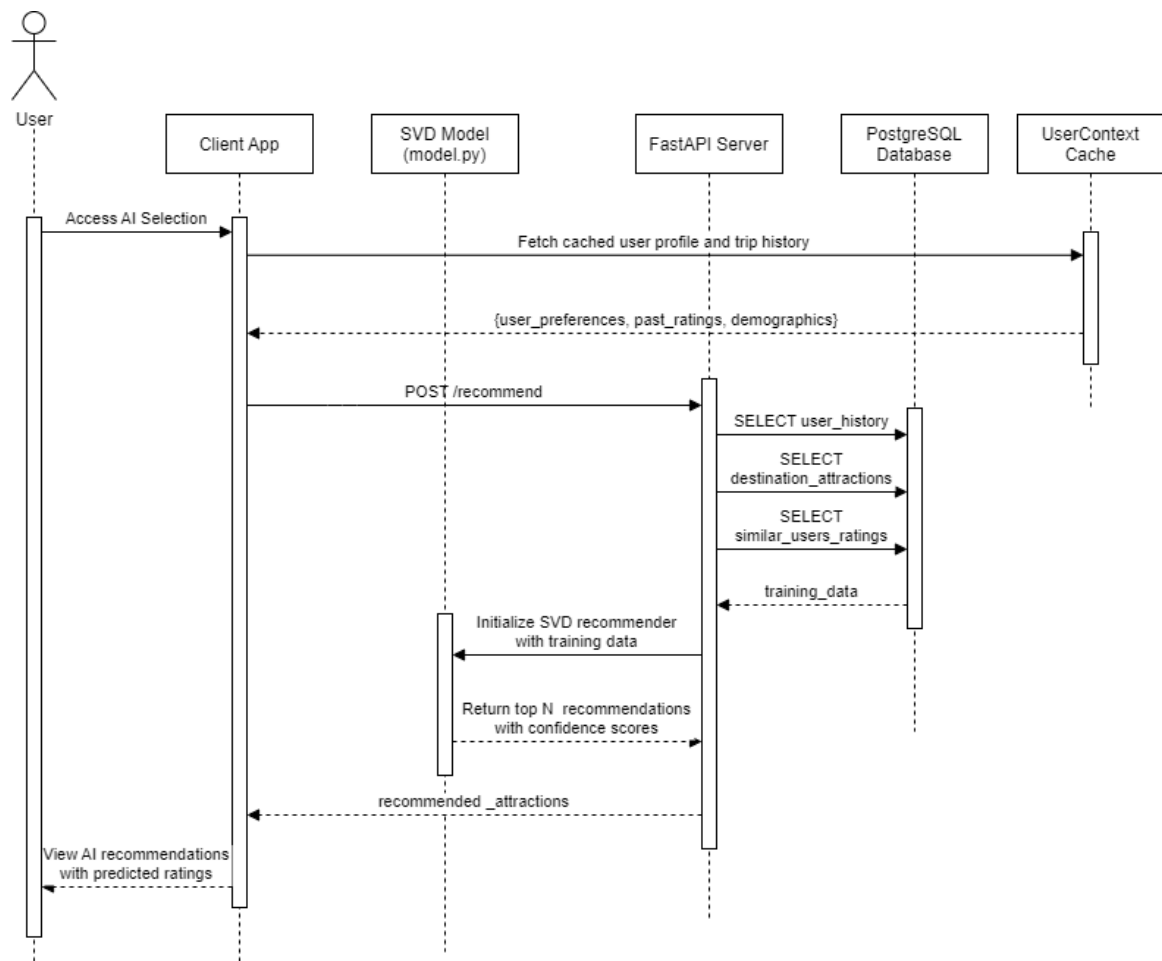 User
Client App
SVD Model
(model.py)
FastAPI Server
PostgreSQL
Database
UserContext
Cache
Access AI Selection
Fetch cached user profile and trip history
{user_preferences, past_ratings, demographics}
POST /recommend
SELECT user_history
SELECT
destination_attractions
SELECT
similar_users_ratings
training_data
Initialize SVD recommender
with training data
Return top N recommendations
with confidence scores
recommended _attractions
View AI recommendations
with predicted ratings